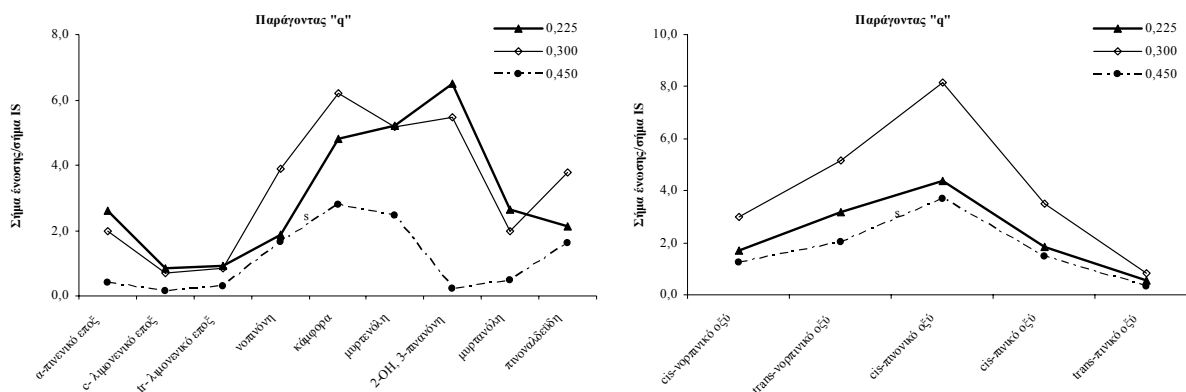 Παράγοντας "q"
0,225
0,300
0,450
Σήμα ένωσης/σήμα IS
8,0
6,0
4,0
2,0
0,0
s
α-πινενικό εποξ
c- λιμονενικό εποξ
tr- λιμονενικό εποξ
νοπινόνη
κάμφορα
μυρτενόλη
2-OH, 3-πινανόνη
μυρτανόλη
πινοναλδεΰδη
Παράγοντας "q"
0,225
0,300
0,450
Σήμα ένωσης/σήμα IS
10,0
8,0
6,0
4,0
2,0
0,0
s
cis-νορπινικό οξύ
trans-νορπινικό οξύ
cis-πινονικό οξύ
cis-πινικό οξύ
trans-πινικό οξύ